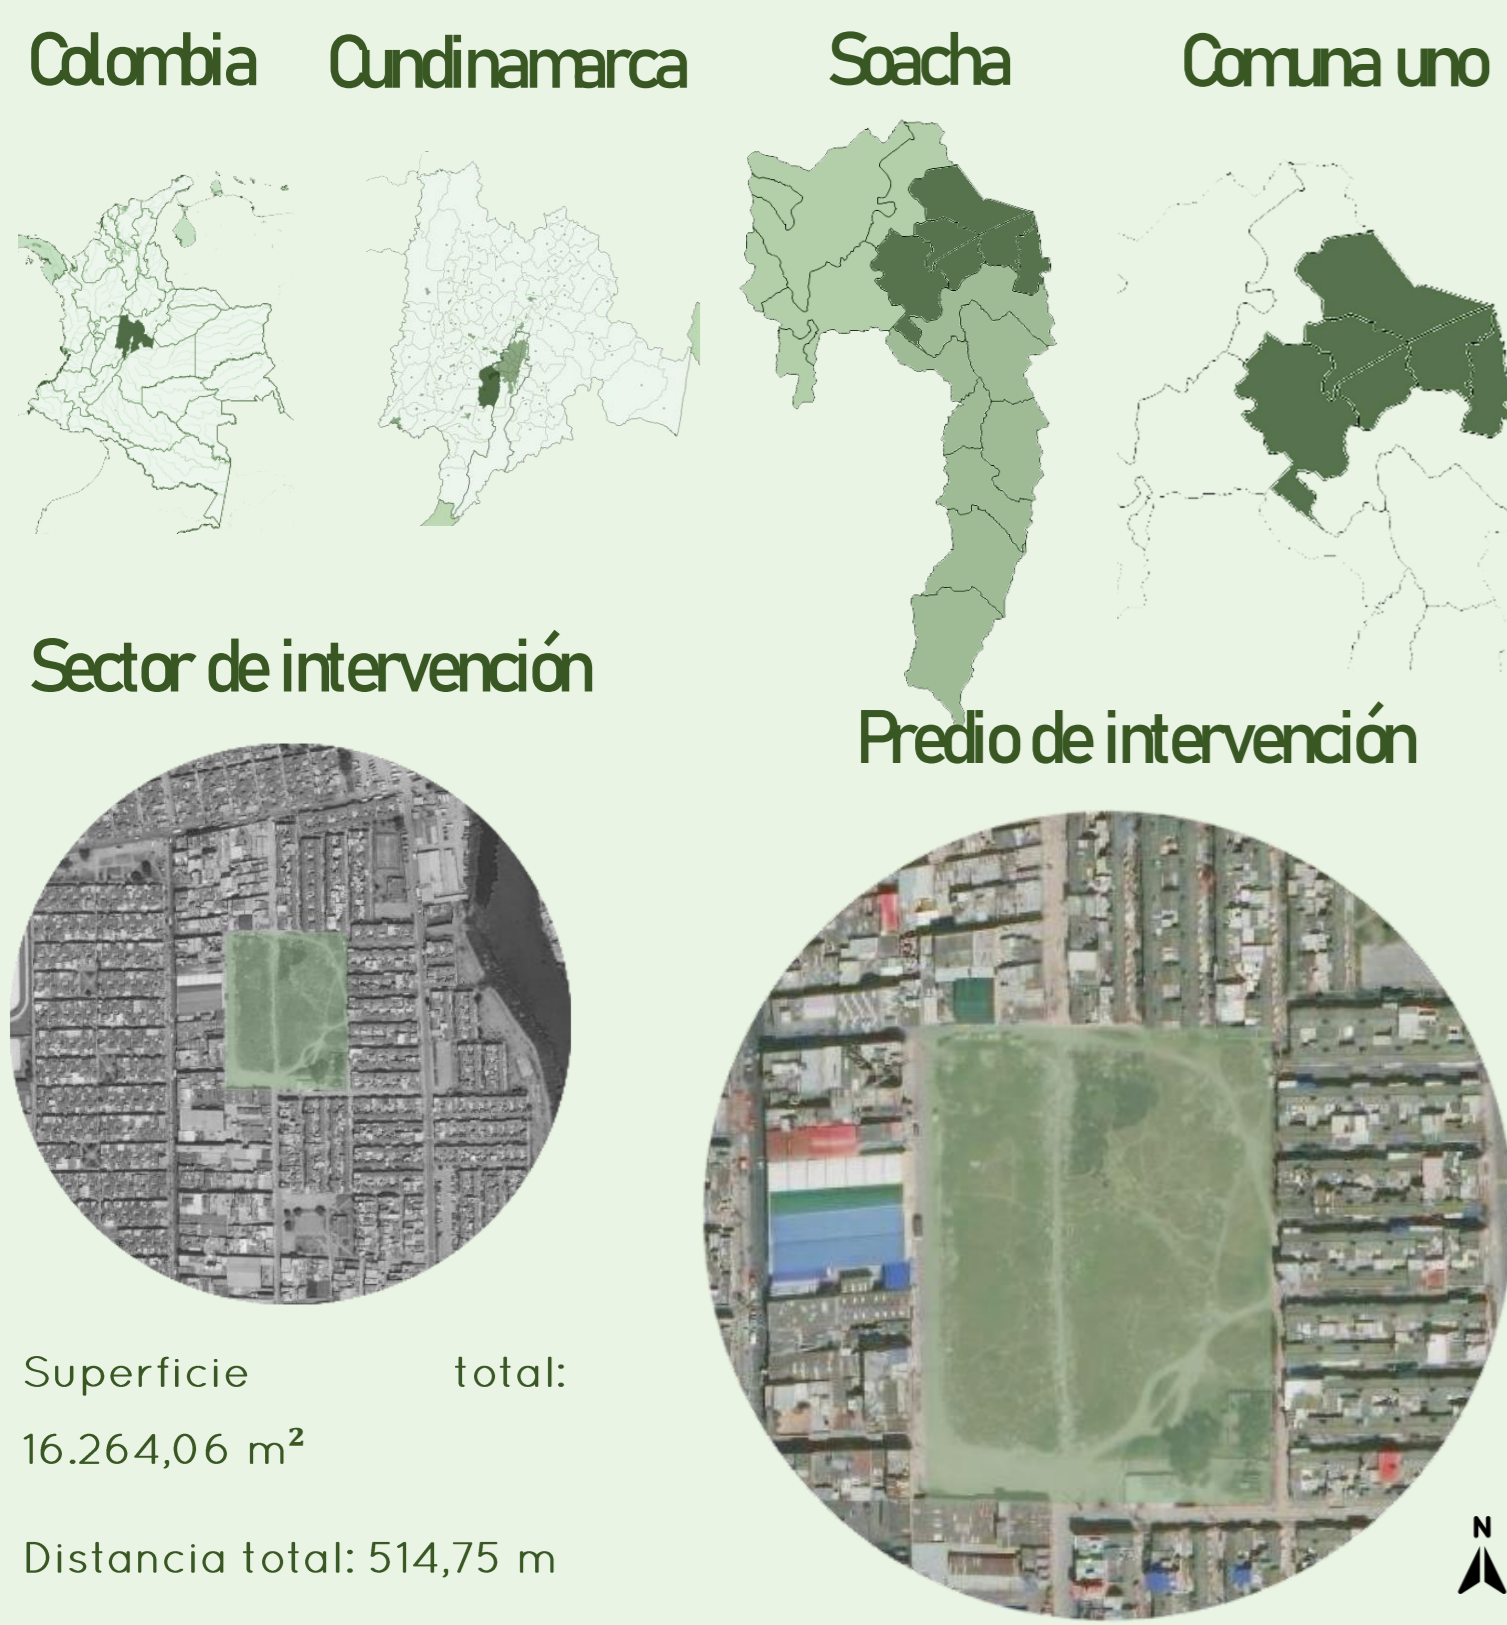 Colombia
Cundinamarca
Soacha
Comuna uno
Sector de intervención
Predio de intervención
Superficie total:
16.264,06 m²
Distancia total: 514,75 m
N